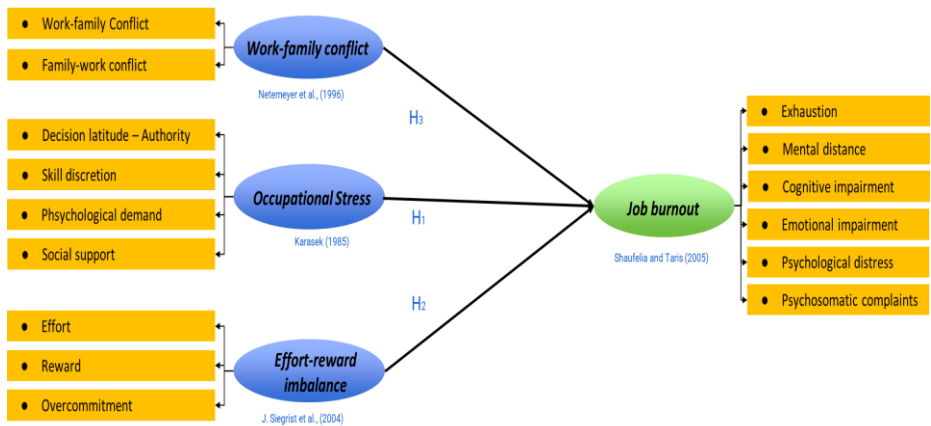 ● Work-family Conflict
● Family-work conflict
Work-family conflict
Netemeyer et al., (1996)
H3
● Decision latitude – Authority
● Skill discretion
● Phsychological demand
● Social support
Occupational Stress
Karasek (1985)
H1
● Effort
● Reward
● Overcommitment
Effort-reward
imbalance
J. Siegrist et al., (2004)
H2
Job burnout
Shaufelia and Taris (2005)
● Exhaustion
● Mental distance
● Cognitive impairment
● Emotional impairment
● Psychological distress
● Psychosomatic complaints